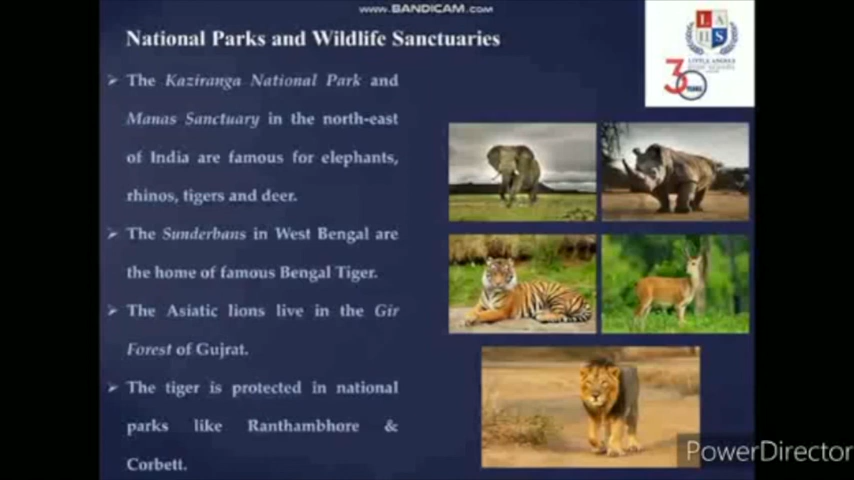 www.BANDICAM.com
National Parks and Wildlife Sanctuaries
LAHS
30
YEARS
➢ The Kaziranga National Park and
Manas Sanctuary in the north-east
of India are famous for elephants,
rhinos, tigers and deer.
➢ The Sunderbans in West Bengal are
the home of famous Bengal Tiger.
➢ The Asiatic lions live in the Gir
Forest of Gujrat.
➢ The tiger is protected in national
parks like Ranthambhore &
Corbett.
PowerDirector